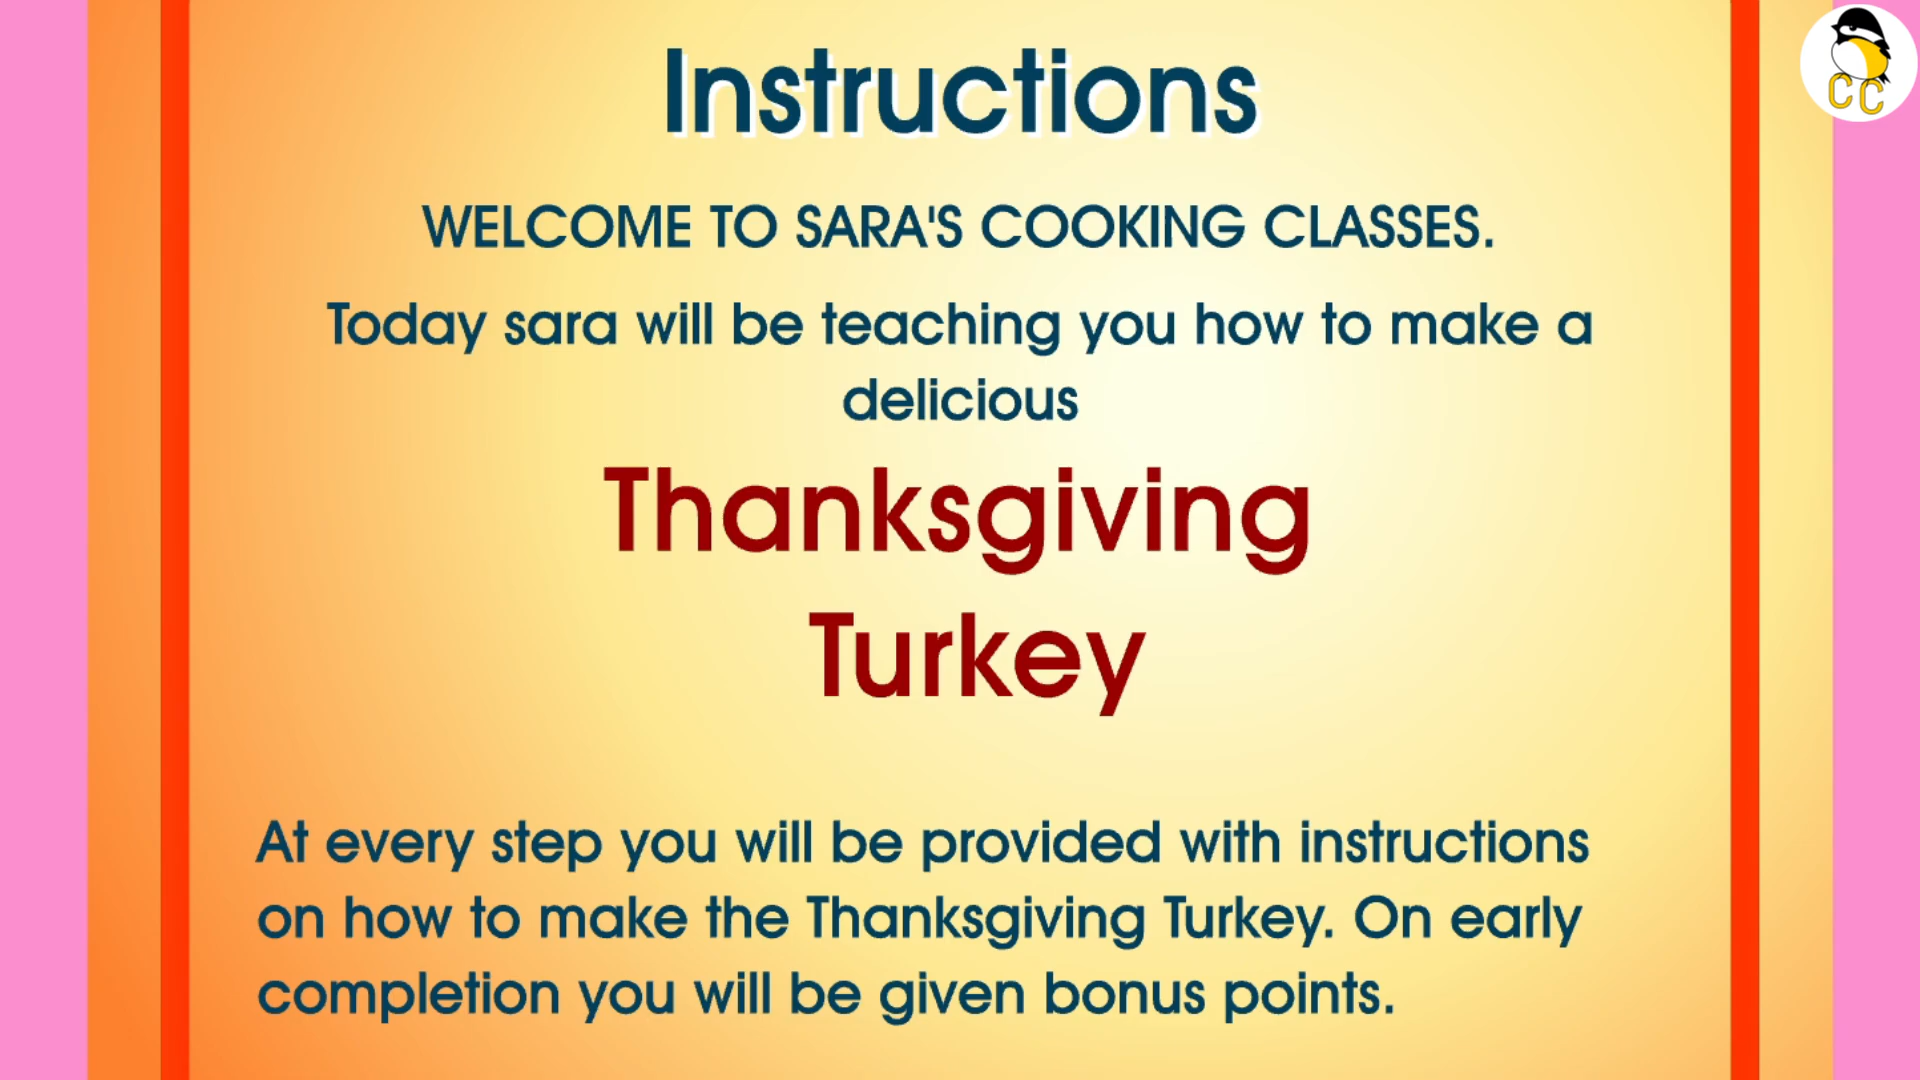 Instructions
WELCOME TO SARA'S COOKING CLASSES.
Today sara will be teaching you how to make a
delicious
Thanksgiving
Turkey
At every step you will be provided with instructions
on how to make the Thanksgiving Turkey. On early
completion you will be given bonus points.
CC